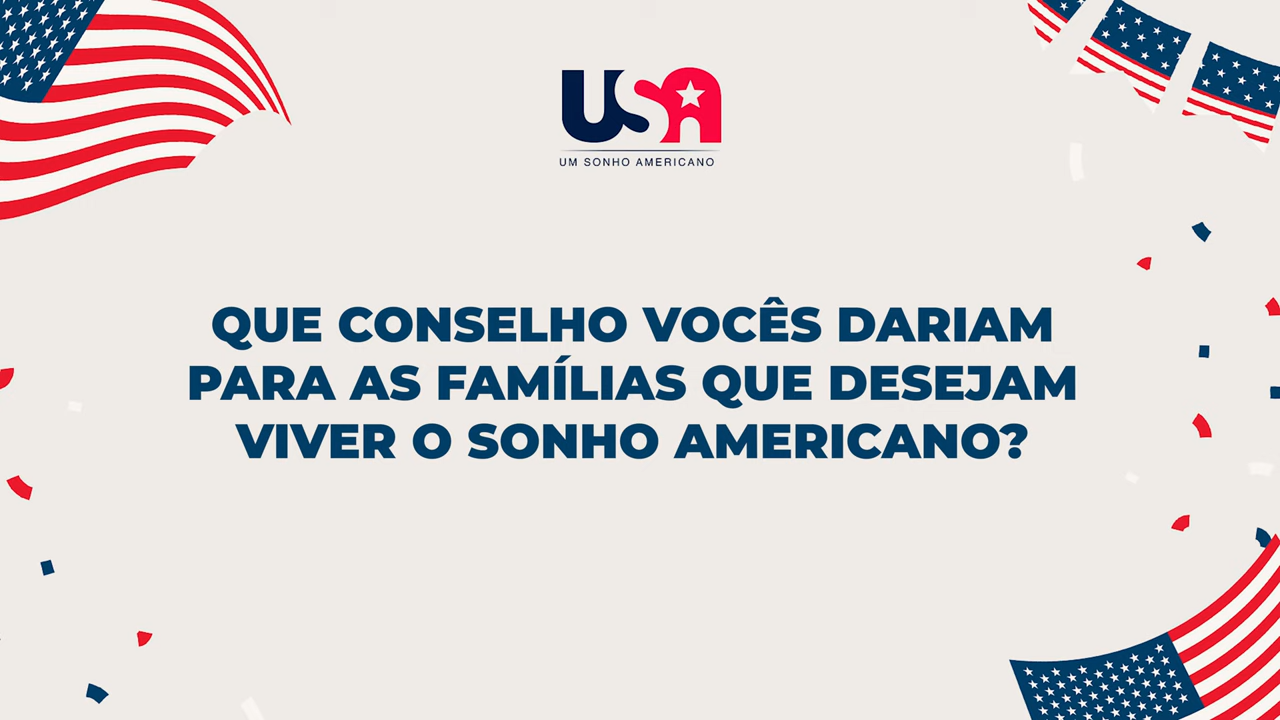 USA
UM SONHO AMERICANO
QUE CONSELHO VOCÊS DARIAM
PARA AS FAMÍLIAS QUE DESEJAM
VIVER O SONHO AMERICANO?